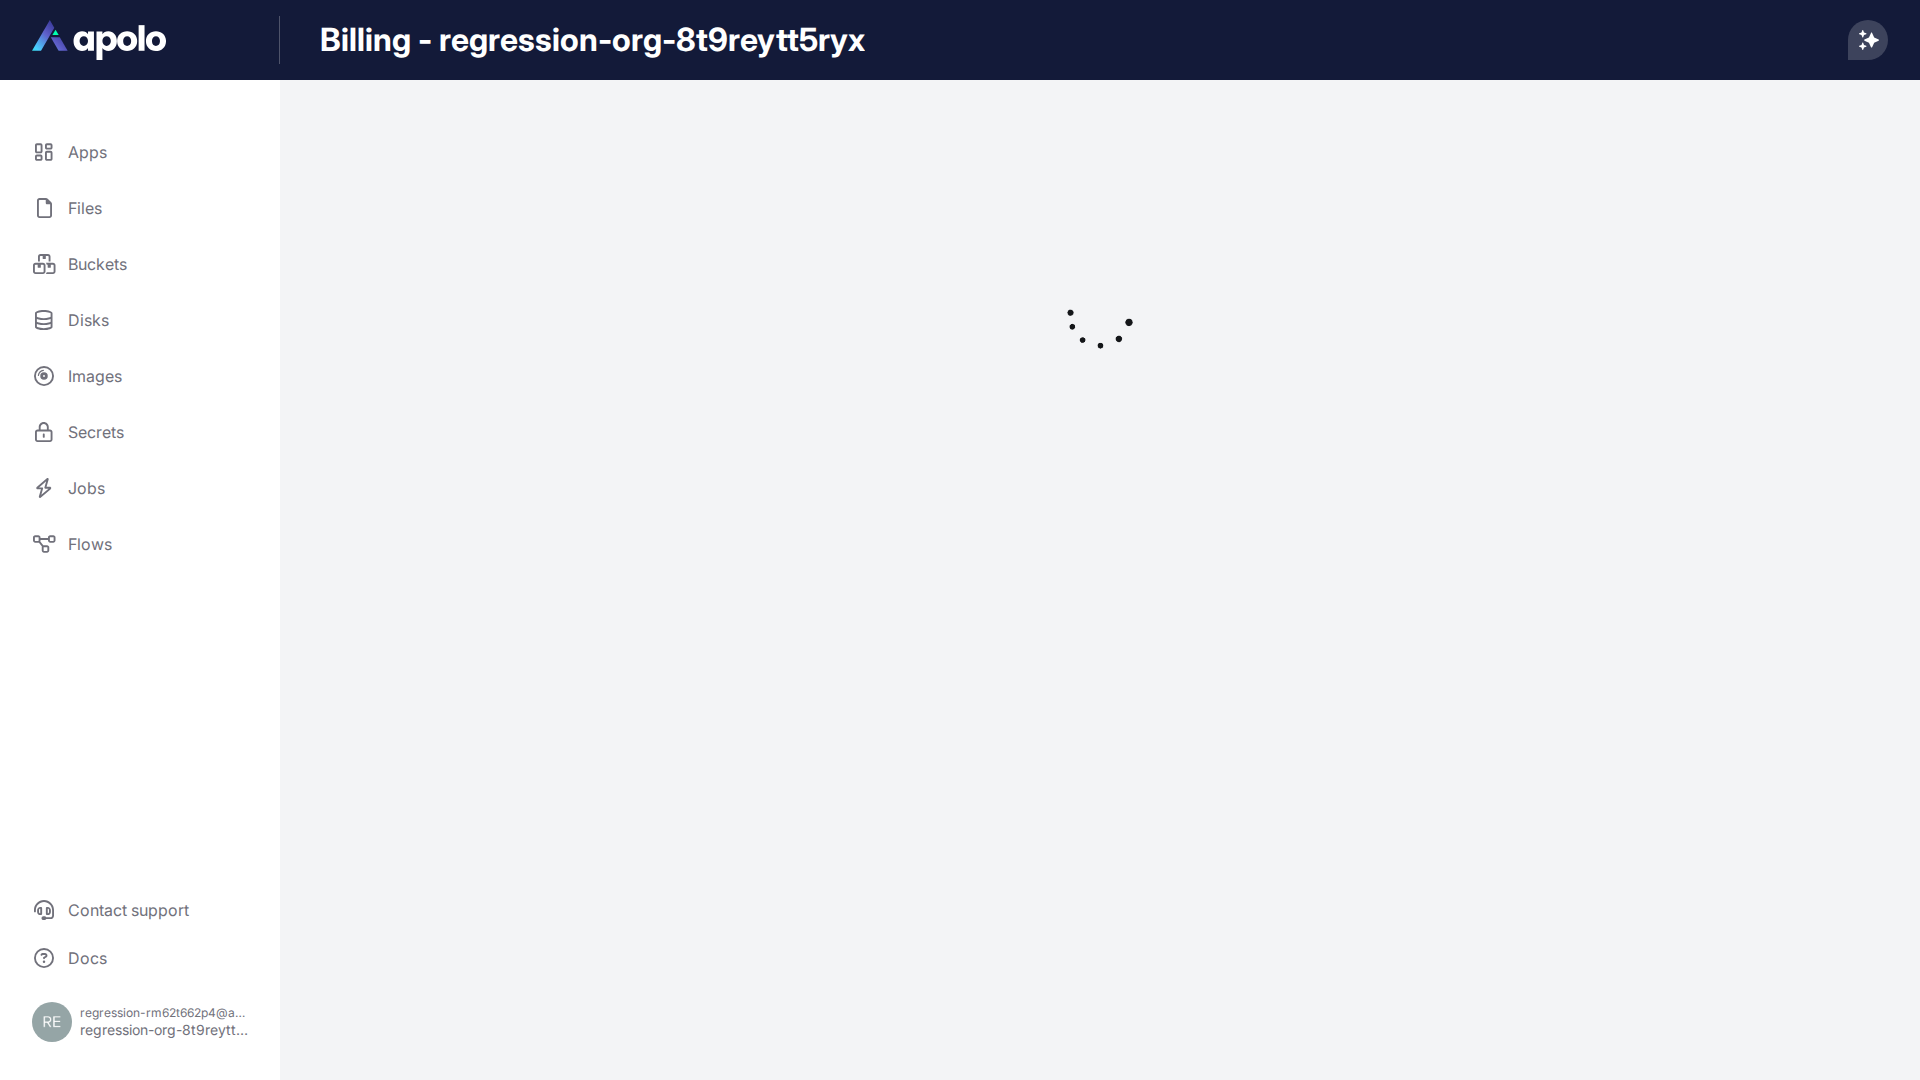 apolo
Billing - regression-org-8t9reytt5ryx
Apps
Files
Buckets
Disks
Images
Secrets
Jobs
Flows
Contact support
Docs
RE
regression-rm62t662p4@a...
regression-org-8t9reytt...